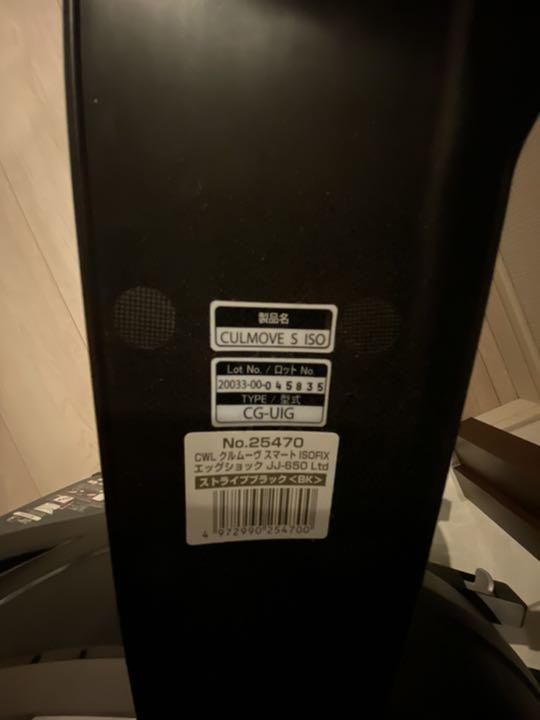 製品名
CULMOVE S ISO
Lot No. / ロット No.
20033-00-045835
TYPE / 型式
CG-UIG
No.25470
CWL クルムーヴ スマート ISOFIX
エッグショック JJ-650 Ltd
ストライプブラック<BK>
4 972990 254700